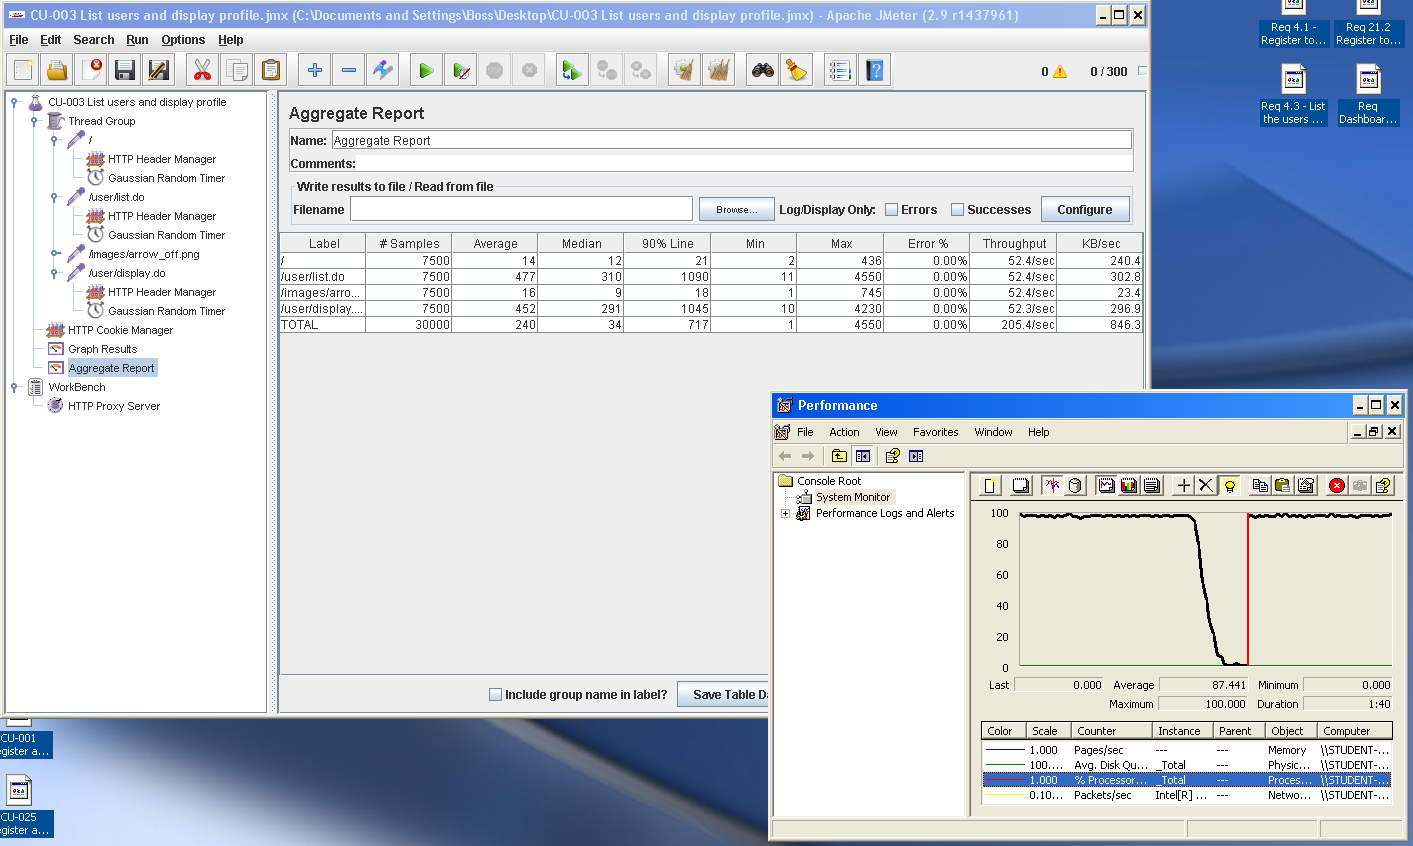 CU-003 List users and display profile.jmx (C:\Documents and Settings\Boss\Desktop\CU-003 List users and display profile.jmx) - Apache JMeter (2.9 r1437961)
File Edit Search Run Options Help
0 0 / 300
CU-003 List users and display profile
Thread Group
/
HTTP Header Manager
Gaussian Random Timer
/user/list.do
HTTP Header Manager
Gaussian Random Timer
/images/arrow_off.png
/user/display.do
HTTP Header Manager
Gaussian Random Timer
HTTP Cookie Manager
Graph Results
Aggregate Report
WorkBench
HTTP Proxy Server
Aggregate Report
Name: Aggregate Report
Comments:
Write results to file / Read from file
Filename Browse... Log/Display Only: Errors Successes Configure
Label # Samples Average Median 90% Line Min Max Error % Throughput KB/sec
/ 7500 14 12 21 2 436 0.00% 52.4/sec 240.4
/user/list.do 7500 477 310 1090 11 4550 0.00% 52.4/sec 302.8
/images/arro... 7500 16 9 18 1 745 0.00% 52.4/sec 23.4
/user/display.... 7500 452 291 1045 10 4230 0.00% 52.3/sec 296.9
TOTAL 30000 240 34 717 1 4550 0.00% 205.4/sec 846.3
Include group name in label? Save Table Da
Req 4.1 -
Register to...
Req 21.2
Register to...
Req 4.3 - List
the users ...
Req
Dashboar...
CU-001
egister a...
CU-025
egister a...
Performance
File Action View Favorites Window Help
Console Root
System Monitor
Performance Logs and Alerts
100
80
60
40
20
0
Last 0.000 Average 87.441 Minimum 0.000
Maximum 100.000 Duration 1:40
Color Scale Counter Instance Parent Object Computer
1.000 Pages/sec --- --- Memory \\STUDENT-...
100.... Avg. Disk Qu... _Total --- Physic... \\STUDENT-...
1.000 % Processor... _Total --- Proces... \\STUDENT-...
0.10... Packets/sec Intel[R] ... --- Netwo... \\STUDENT-...